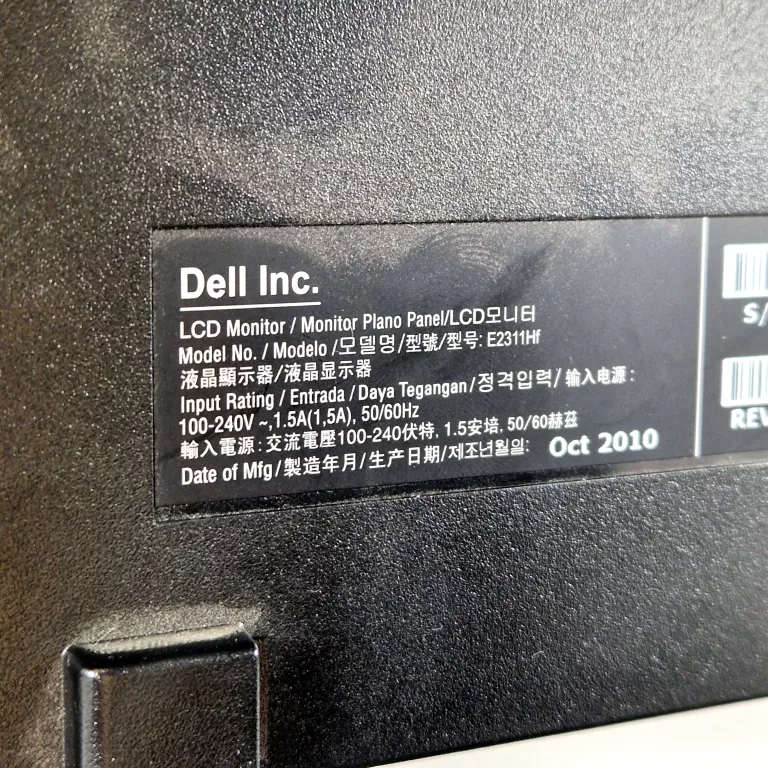 Dell Inc.
LCD Monitor / Monitor Plano Panel/LCD모니터
Model No. / Modelo /모델명/型號/型号: E2311Hf
液晶顯示器/液晶显示器
Input Rating / Entrada / Daya Tegangan/정격입력/ 输入电源:
100-240V ~,1.5A(1,5A), 50/60Hz
輸入電源: 交流電壓100-240伏特, 1.5安培, 50/60赫茲
Date of Mfg/製造年月/生产日期/제조년월일: Oct 2010
S/
REV